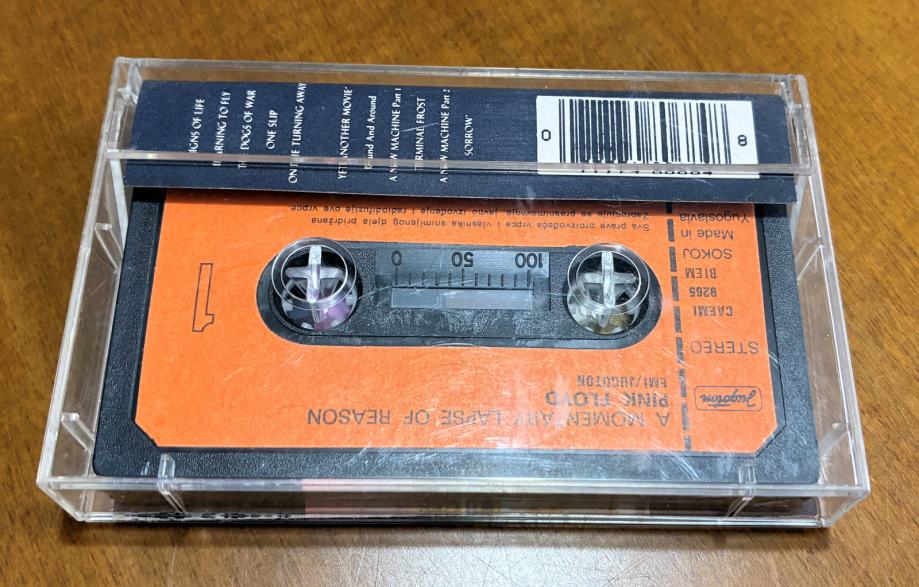 SIGNS OF LIFE
LEARNING TO FLY
THE DOGS OF WAR
ONE SLIP
ON THE TURNING AWAY
YET ANOTHER MOVIE
Round And Around
A NEW MACHINE Part 1
TERMINAL FROST
A NEW MACHINE Part 2
SORROW
0
8
A MOMENTARY LAPSE OF REASON
PINK FLOYD
EMI/JUGOTON
Jugoton
STEREO
CAEMI
9265
BIEM
SOKOJ
Made in
Yugoslavia
1
100 50 0
Sva prava proizvođača vrpce i vlasnika snimljenog djela pridržana
Zabranjuje se presnimavanje, javno izvođenje i radiodifuzija ove vrpce